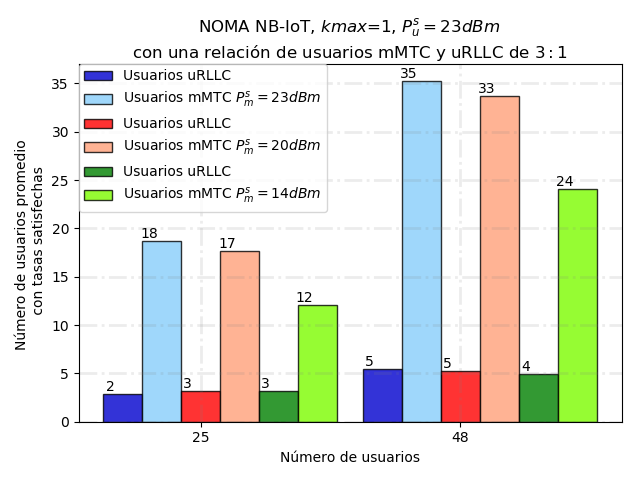 NOMA NB-IoT, kmax=1, P_u^s = 23dBm
con una relación de usuarios mMTC y uRLLC de 3 : 1
Usuarios uRLLC
Usuarios mMTC P_m^s = 23dBm
Usuarios uRLLC
Usuarios mMTC P_m^s = 20dBm
Usuarios uRLLC
Usuarios mMTC P_m^s = 14dBm
Número de usuarios promedio
con tasas satisfechas
35
30
25
20
15
10
5
0
2
18
3
17
3
12
5
35
5
33
4
24
25
48
Número de usuarios